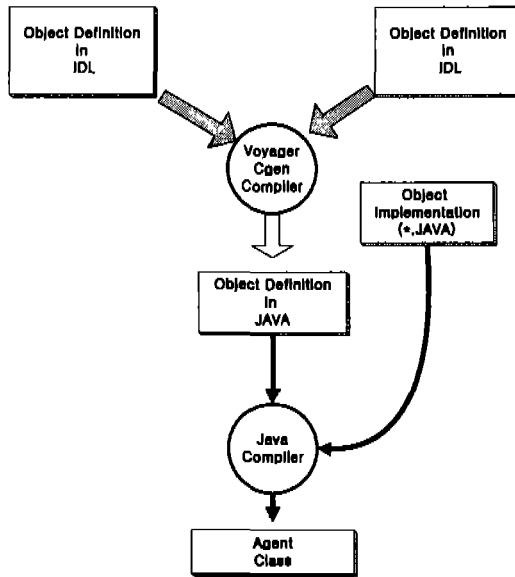 Object Definition
in
IDL
Object Definition
in
IDL
Voyager
Cgen
Compiler
Object
Implementation
(*.JAVA)
Object Definition
in
JAVA
Java
Compiler
Agent
Class